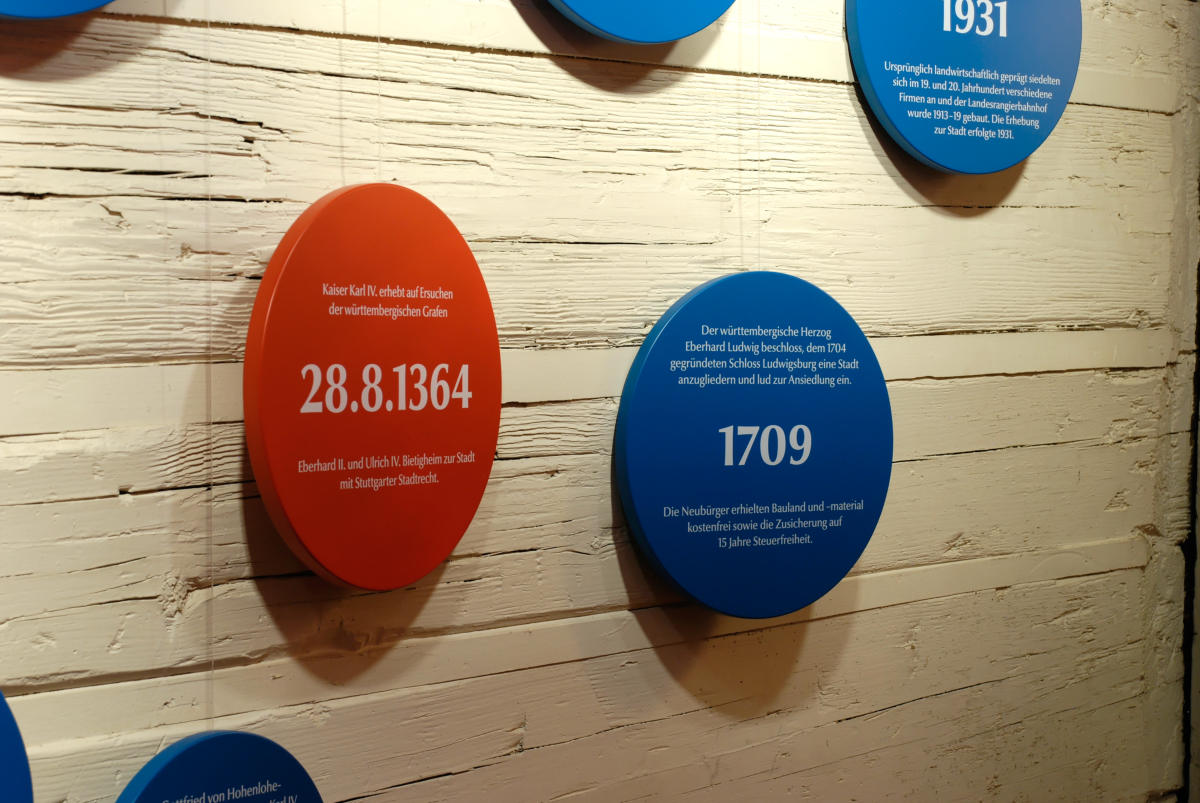 1931
Ursprünglich landwirtschaftlich geprägt siedelten
sich im 19. und 20. Jahrhundert verschiedene
Firmen an und der Landesrangierbahnhof
wurde 1913-19 gebaut. Die Erhebung
zur Stadt erfolgte 1931.
Kaiser Karl IV. erhebt auf Ersuchen
der württembergischen Grafen
28.8.1364
Eberhard II. und Ulrich IV. Bietigheim zur Stadt
mit Stuttgarter Stadtrecht.
Der württembergische Herzog
Eberhard Ludwig beschloss, dem 1704
gegründeten Schloss Ludwigsburg eine Stadt
anzugliedern und lud zur Ansiedlung ein.
1709
Die Neubürger erhielten Bauland und -material
kostenfrei sowie die Zusicherung auf
15 Jahre Steuerfreiheit.
Gottfried von Hohenlohe-
Karl IV.